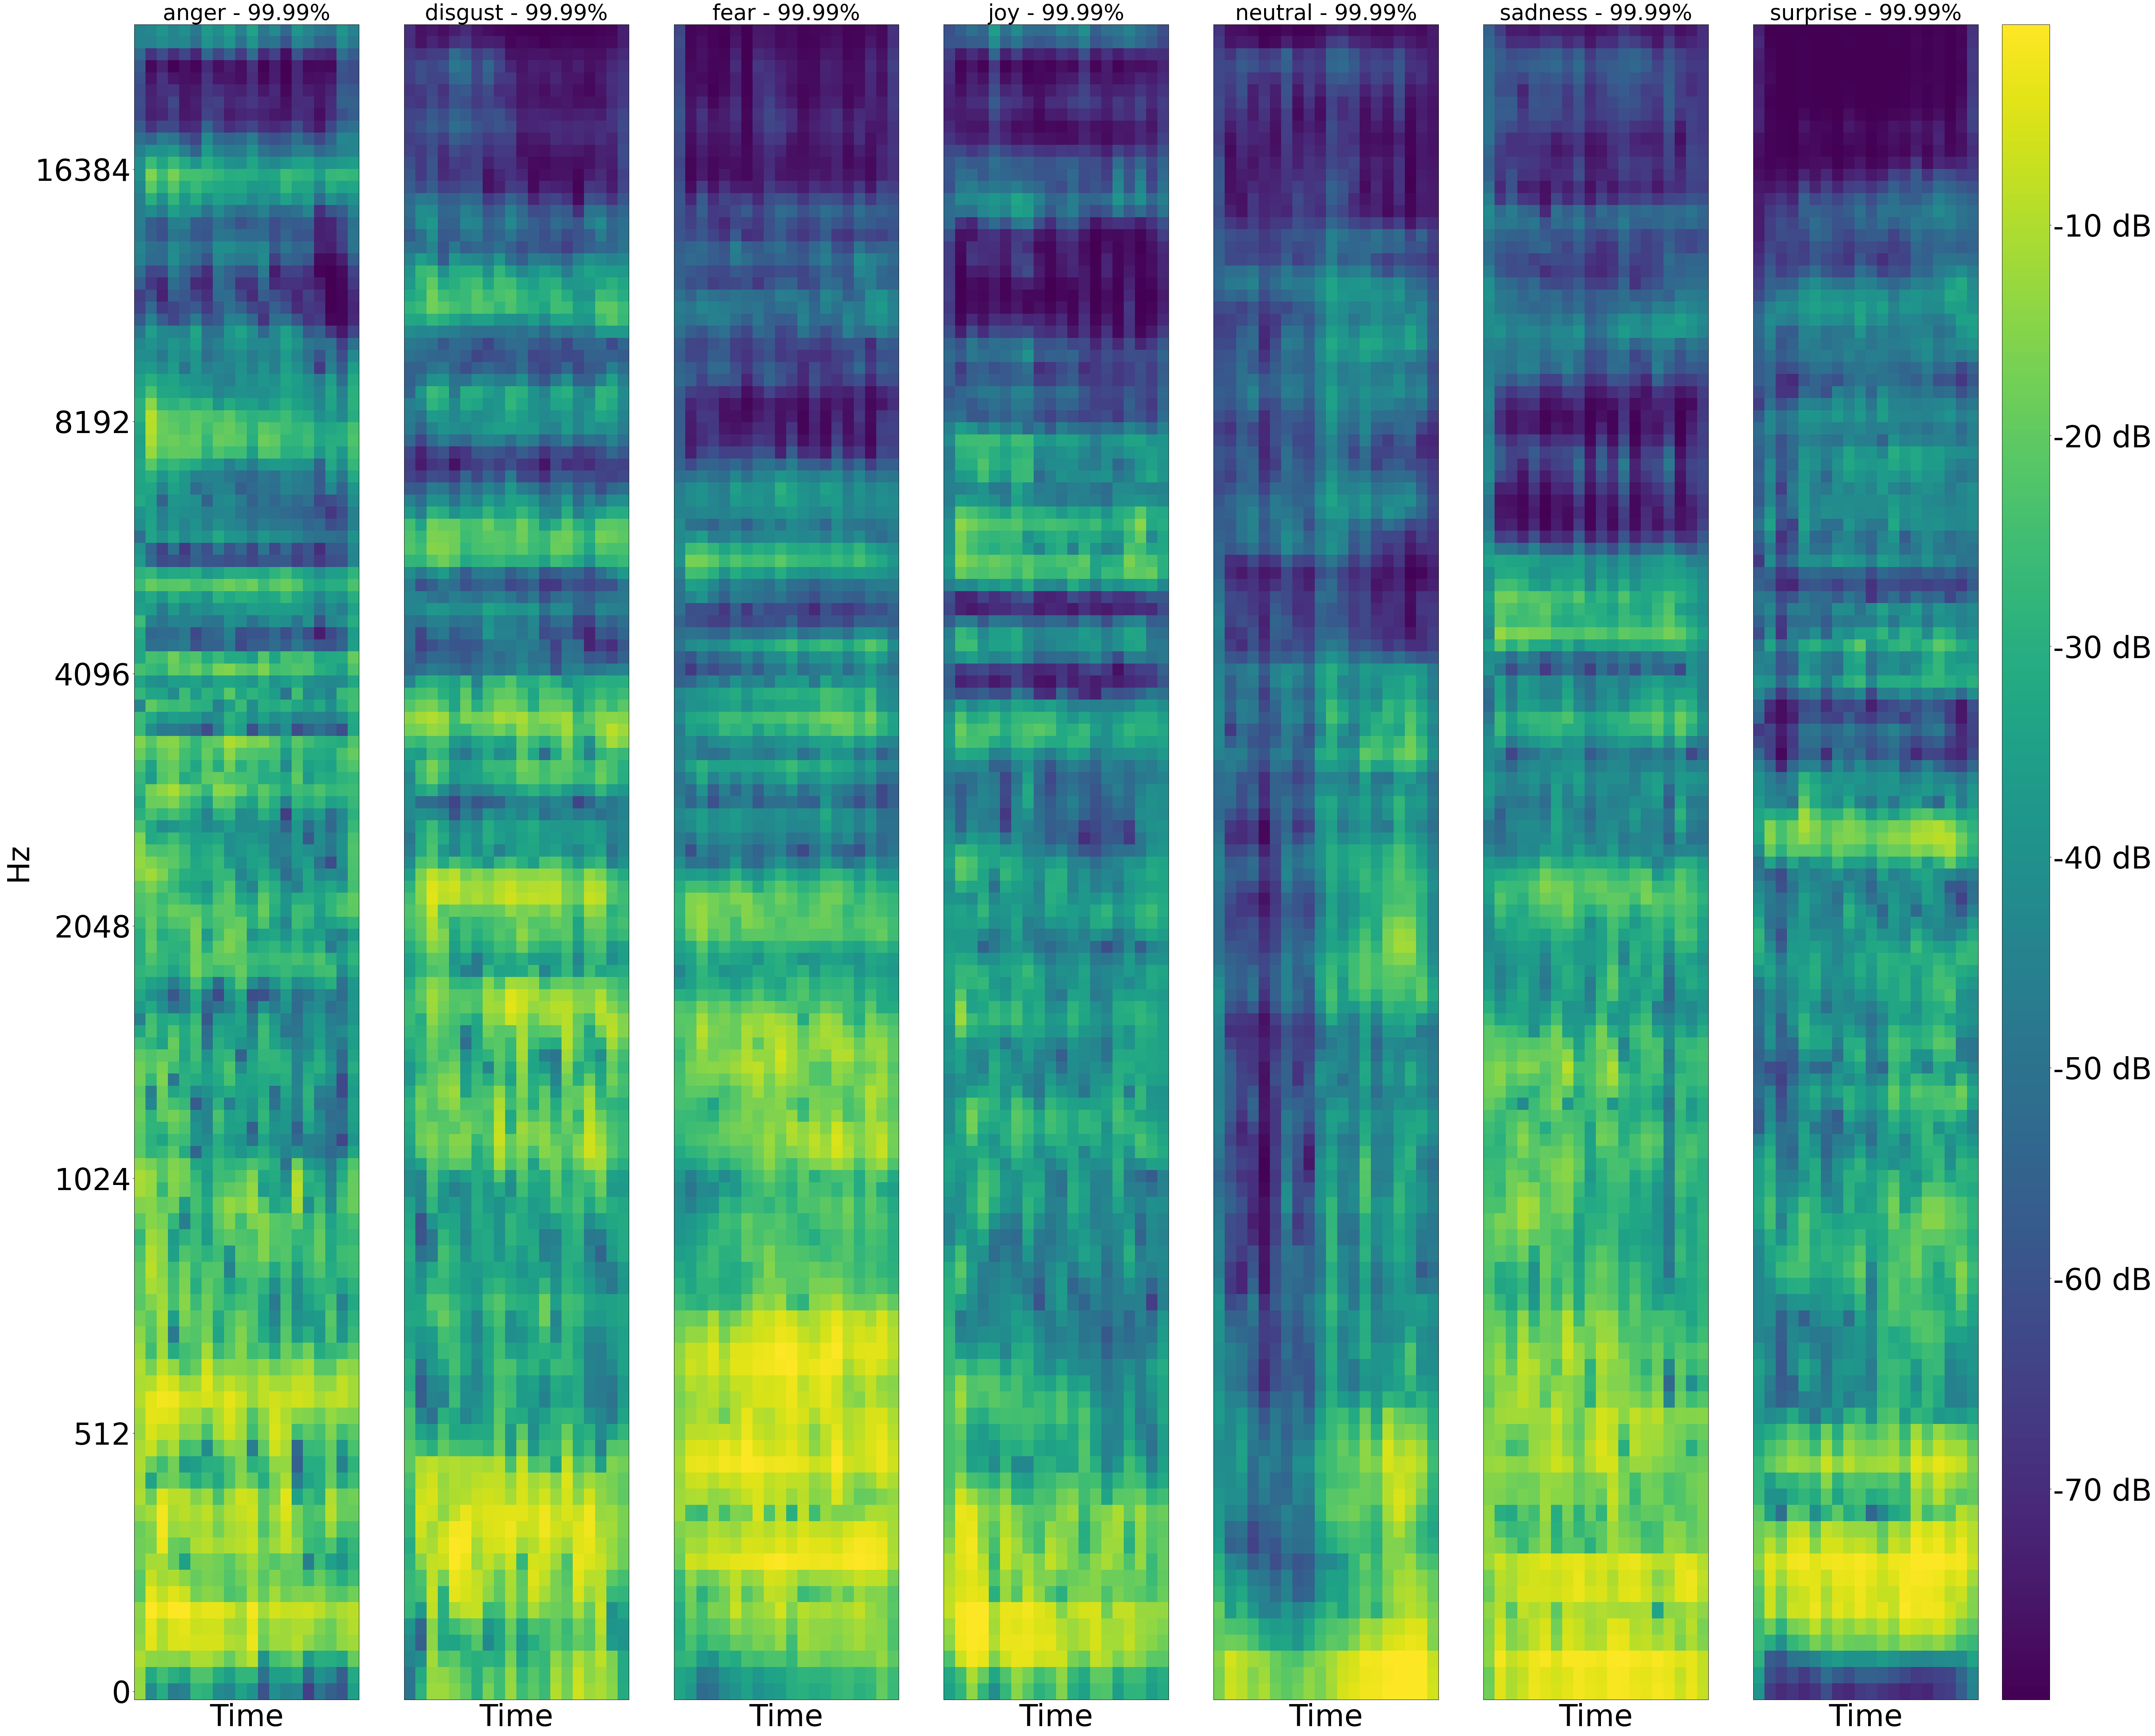 anger - 99.99%
disgust - 99.99%
fear - 99.99%
joy - 99.99%
neutral - 99.99%
sadness - 99.99%
surprise - 99.99%
Hz
16384
8192
4096
2048
1024
512
0
-10 dB
-20 dB
-30 dB
-40 dB
-50 dB
-60 dB
-70 dB
Time
Time
Time
Time
Time
Time
Time